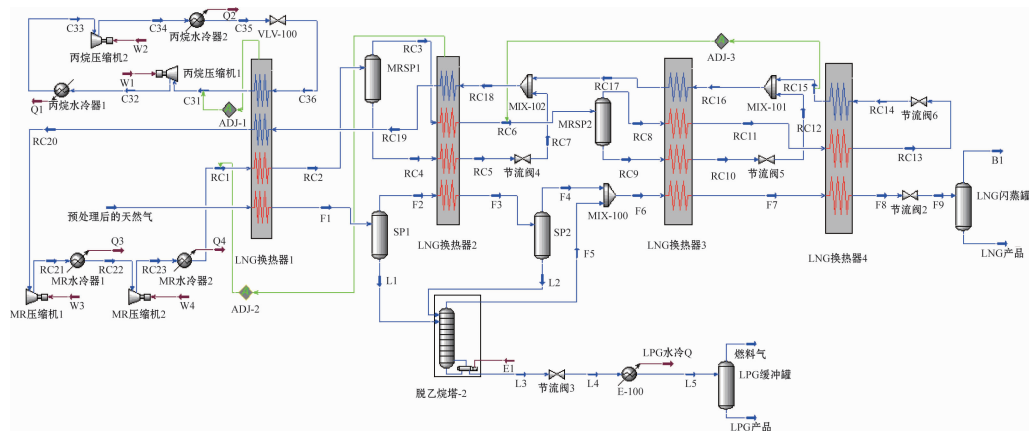 C33
C34
Q2
C35
VLV-100
丙烷水冷器2
W2
丙烷压缩机2
W1
丙烷压缩机1
C32
C31
C36
Q1
丙烷水冷器1
ADJ-1
RC20
RC1
RC2
预处理后的天然气
F1
Q3
Q4
RC21
RC22
RC23
MR水冷器1
MR水冷器2
W3
W4
MR压缩机1
MR压缩机2
LNG换热器1
ADJ-2
MRSP1
RC3
RC19
RC4
SP1
F2
L1
RC18
RC6
RC5
节流阀4
RC7
MIX-102
F3
LNG换热器2
SP2
F4
L2
F5
MIX-100
F6
ADJ-3
RC17
MRSP2
RC8
RC9
RC16
RC11
RC10
节流阀5
MIX-101
RC15
RC12
F7
LNG换热器3
RC14
节流阀6
RC13
F8
节流阀2
F9
LNG换热器4
B1
LNG闪蒸罐
LNG产品
脱乙烷塔-2
E1
L3
节流阀3
L4
LPG水冷Q
E-100
L5
燃料气
LPG缓冲罐
LPG产品